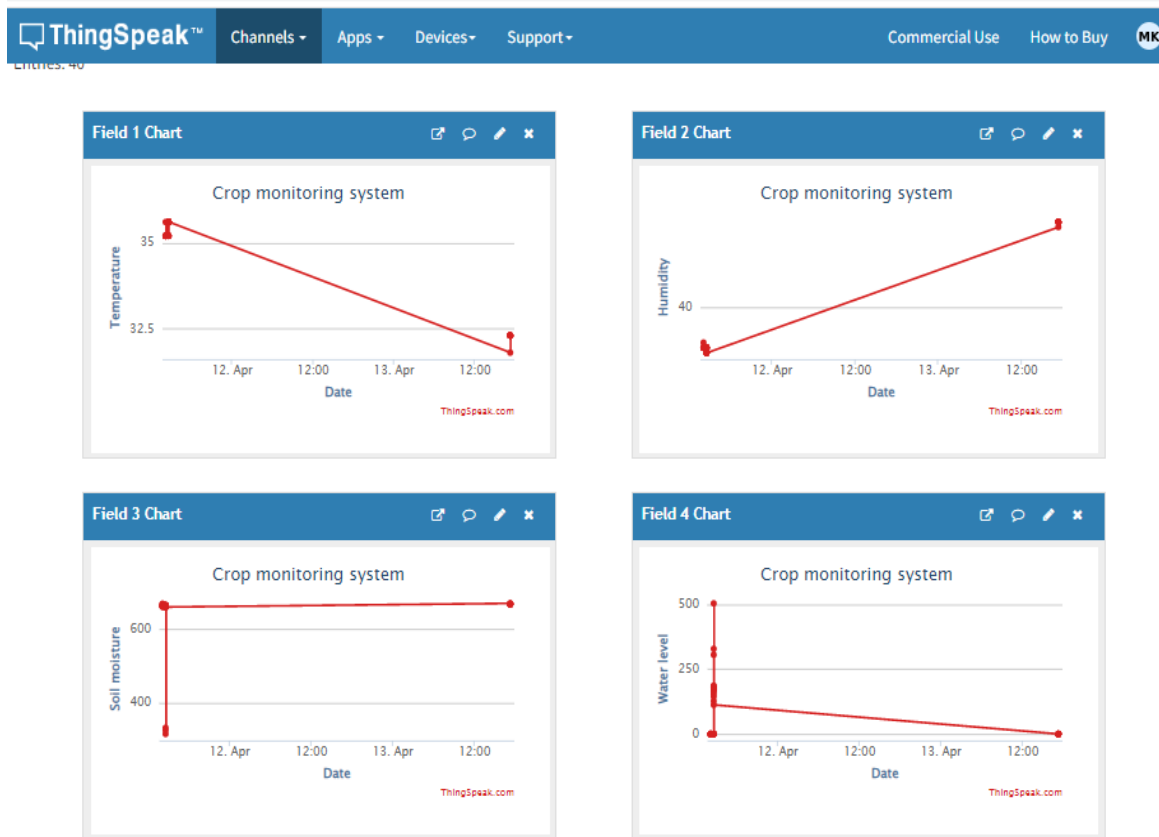 ThingSpeak™ Channels Apps Devices Support Commercial Use How to Buy MK
Entries: 40
Field 1 Chart
Crop monitoring system
Temperature
35
32.5
12. Apr 12:00 13. Apr 12:00
Date
ThingSpeak.com
Field 2 Chart
Crop monitoring system
Humidity
40
12. Apr 12:00 13. Apr 12:00
Date
ThingSpeak.com
Field 3 Chart
Crop monitoring system
Soil moisture
600
400
12. Apr 12:00 13. Apr 12:00
Date
ThingSpeak.com
Field 4 Chart
Crop monitoring system
Water level
500
250
0
12. Apr 12:00 13. Apr 12:00
Date
ThingSpeak.com